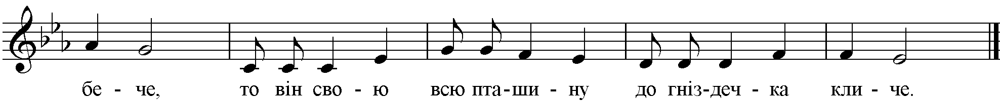 бе - че, то він сво - ю всю пта-ши - ну до гніз-деч - ка кли - че.